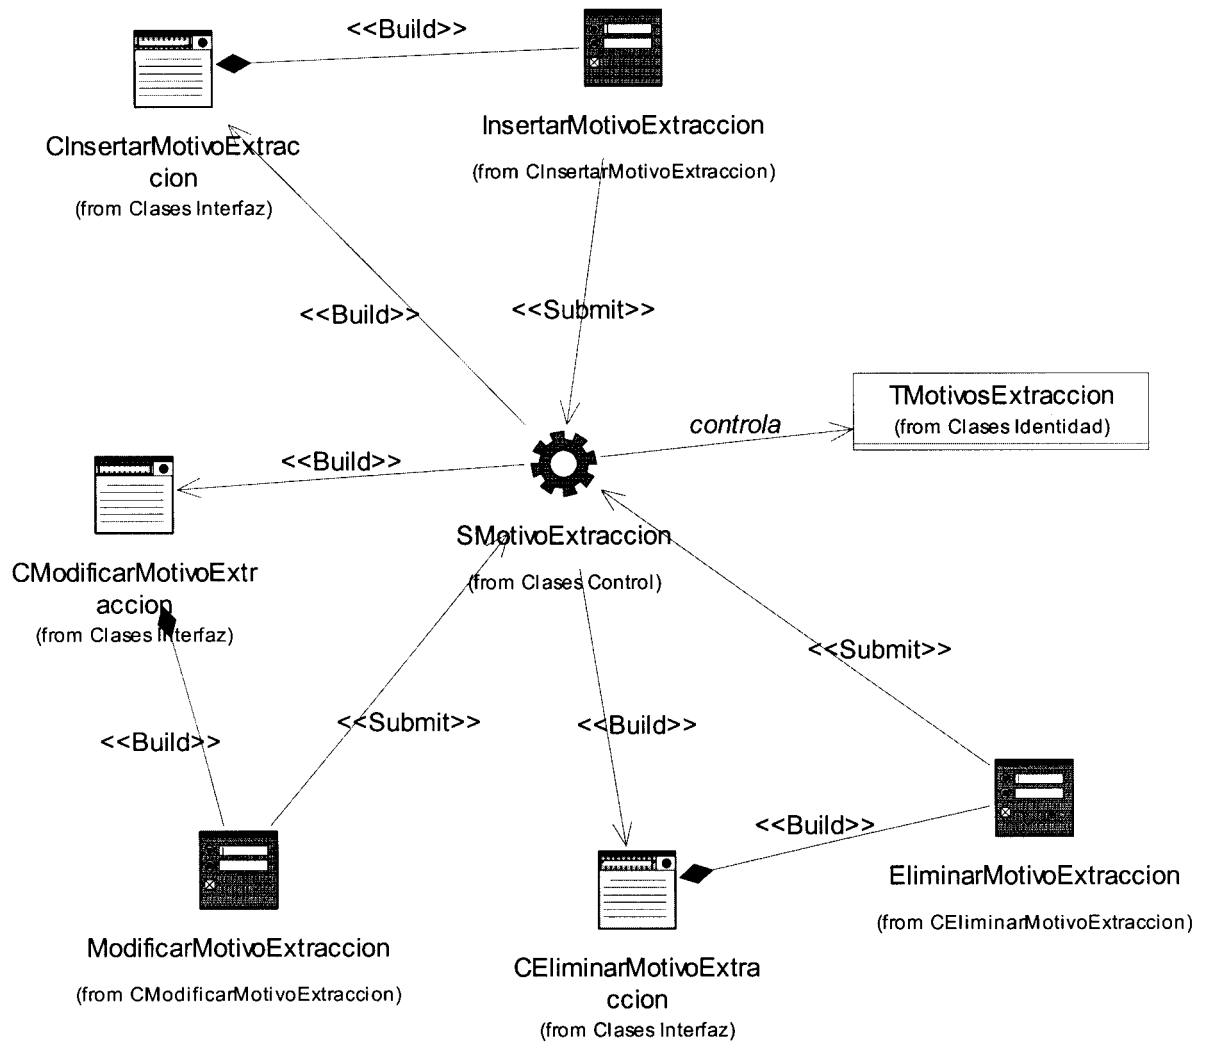 <<Build>>
InsertarMotivoExtraccion
(from CInsertarMotivoExtraccion)
CInsertarMotivoExtrac
cion
(from Clases Interfaz)
<<Build>>
<<Submit>>
TMotivosExtraccion
(from Clases Identidad)
controla
<<Build>>
SMotivoExtraccion
(from Clases Control)
CModificarMotivoExtr
accion
(from Clases Interfaz)
<<Submit>>
<<Build>>
<<Submit>>
<<Build>>
<<Build>>
EliminarMotivoExtraccion
(from CEliminarMotivoExtraccion)
ModificarMotivoExtraccion
(from CModificarMotivoExtraccion)
CEliminarMotivoExtra
ccion
(from Clases Interfaz)